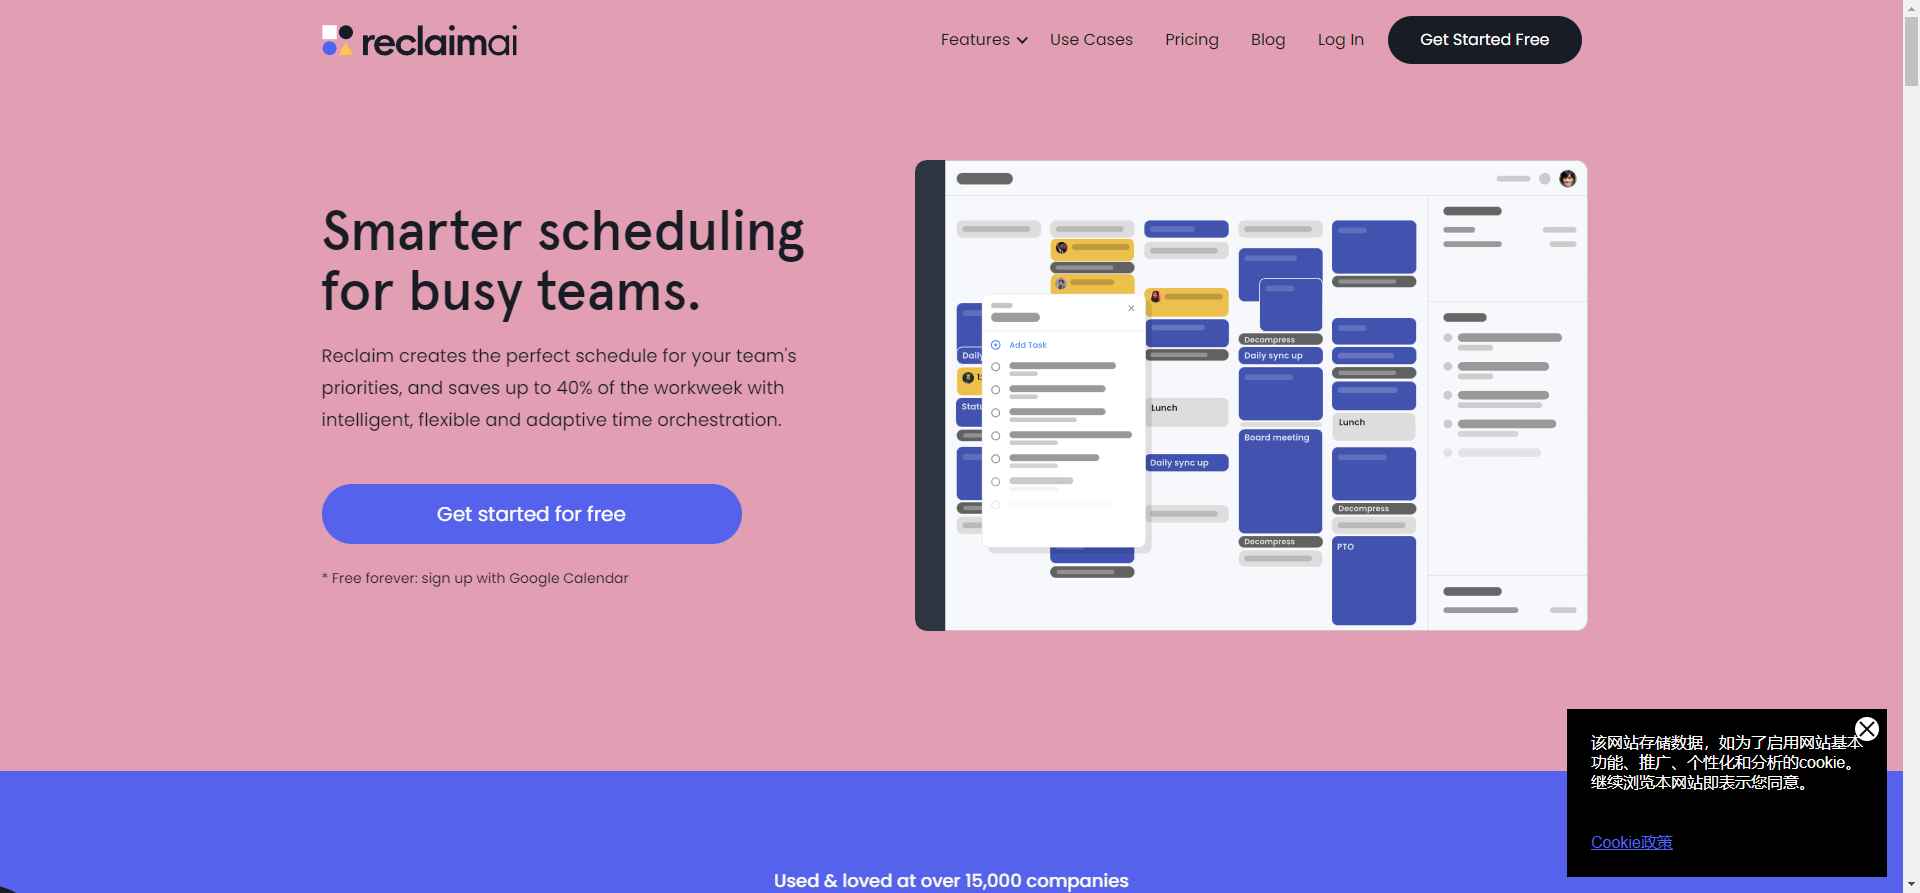 reclaimai
Features
Use Cases
Pricing
Blog
Log In
Get Started Free
Smarter scheduling
for busy teams.
Reclaim creates the perfect schedule for your team's
priorities, and saves up to 40% of the workweek with
intelligent, flexible and adaptive time orchestration.
Get started for free
* Free forever: sign up with Google Calendar
Add Task
Lunch
Daily sync up
Decompress
Daily sync up
Board meeting
Decompress
Lunch
Decompress
PTO
该网站存储数据，如为了启用网站基本
功能、推广、个性化和分析的cookie。
继续浏览本网站即表示您同意。
Cookie政策
Used & loved at over 15,000 companies